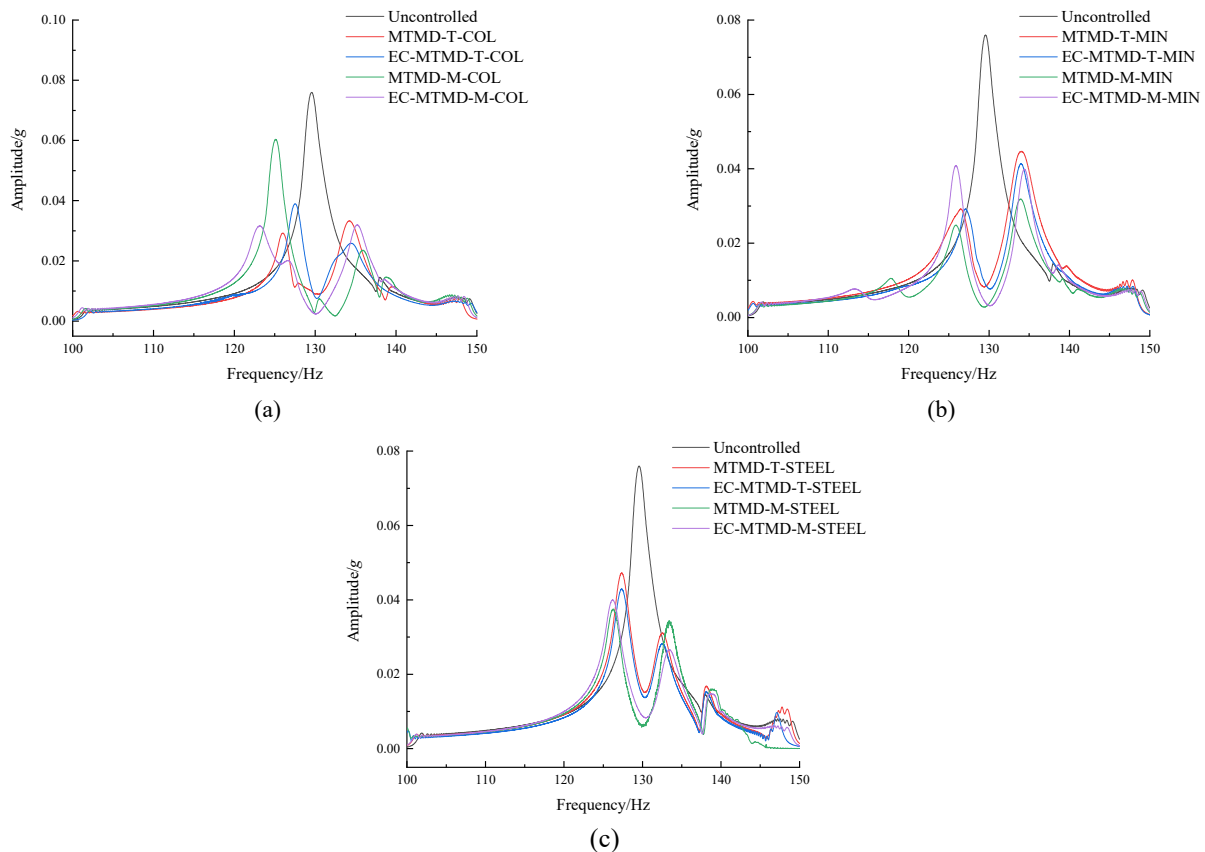 Uncontrolled
MTMD-T-COL
EC-MTMD-T-COL
MTMD-M-COL
EC-MTMD-M-COL
0.10
0.08
0.06
0.04
0.02
0.00
Amplitude/g
100 110 120 130 140 150
Frequency/Hz
(a)
Uncontrolled
MTMD-T-MIN
EC-MTMD-T-MIN
MTMD-M-MIN
EC-MTMD-M-MIN
0.08
0.06
0.04
0.02
0.00
Amplitude/g
100 110 120 130 140 150
Frequency/Hz
(b)
Uncontrolled
MTMD-T-STEEL
EC-MTMD-T-STEEL
MTMD-M-STEEL
EC-MTMD-M-STEEL
0.08
0.06
0.04
0.02
0.00
Amplitude/g
100 110 120 130 140 150
Frequency/Hz
(c)